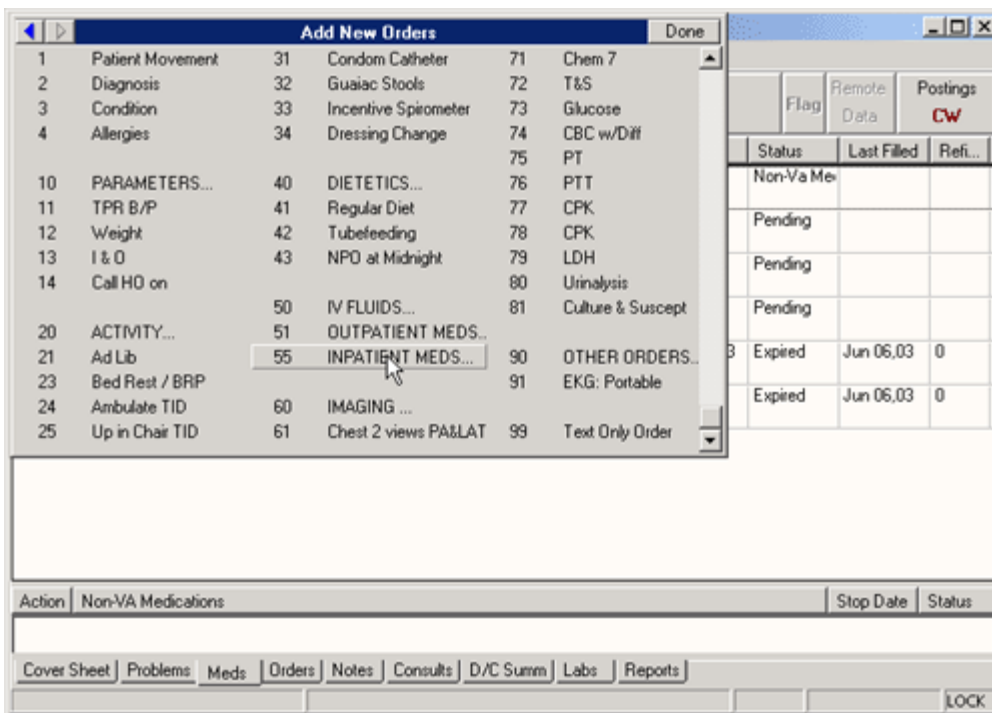 Add New Orders Done
1 Patient Movement 31 Condom Catheter 71 Chem 7
2 Diagnosis 32 Guaiac Stools 72 T&S
3 Condition 33 Incentive Spirometer 73 Glucose
4 Allergies 34 Dressing Change 74 CBC w/Diff
75 PT
10 PARAMETERS... 40 DIETETICS... 76 PTT
11 TPR B/P 41 Regular Diet 77 CPK
12 Weight 42 Tubefeeding 78 CPK
13 I & O 43 NPO at Midnight 79 LDH
14 Call HO on 80 Urinalysis
50 IV FLUIDS... 81 Culture & Suscept
20 ACTIVITY... 51 OUTPATIENT MEDS..
21 Ad Lib 55 INPATIENT MEDS... 90 OTHER ORDERS..
23 Bed Rest / BRP 91 EKG: Portable
24 Ambulate TID 60 IMAGING ...
25 Up in Chair TID 61 Chest 2 views PA&LAT 99 Text Only Order
Flag Remote Data Postings CW
Status Last Filled Refi...
Non-Va Me
Pending
Pending
Pending
3 Expired Jun 06,03 0
Expired Jun 06,03 0
Action Non-VA Medications Stop Date Status
Cover Sheet Problems Meds Orders Notes Consults D/C Summ Labs Reports
LOCK